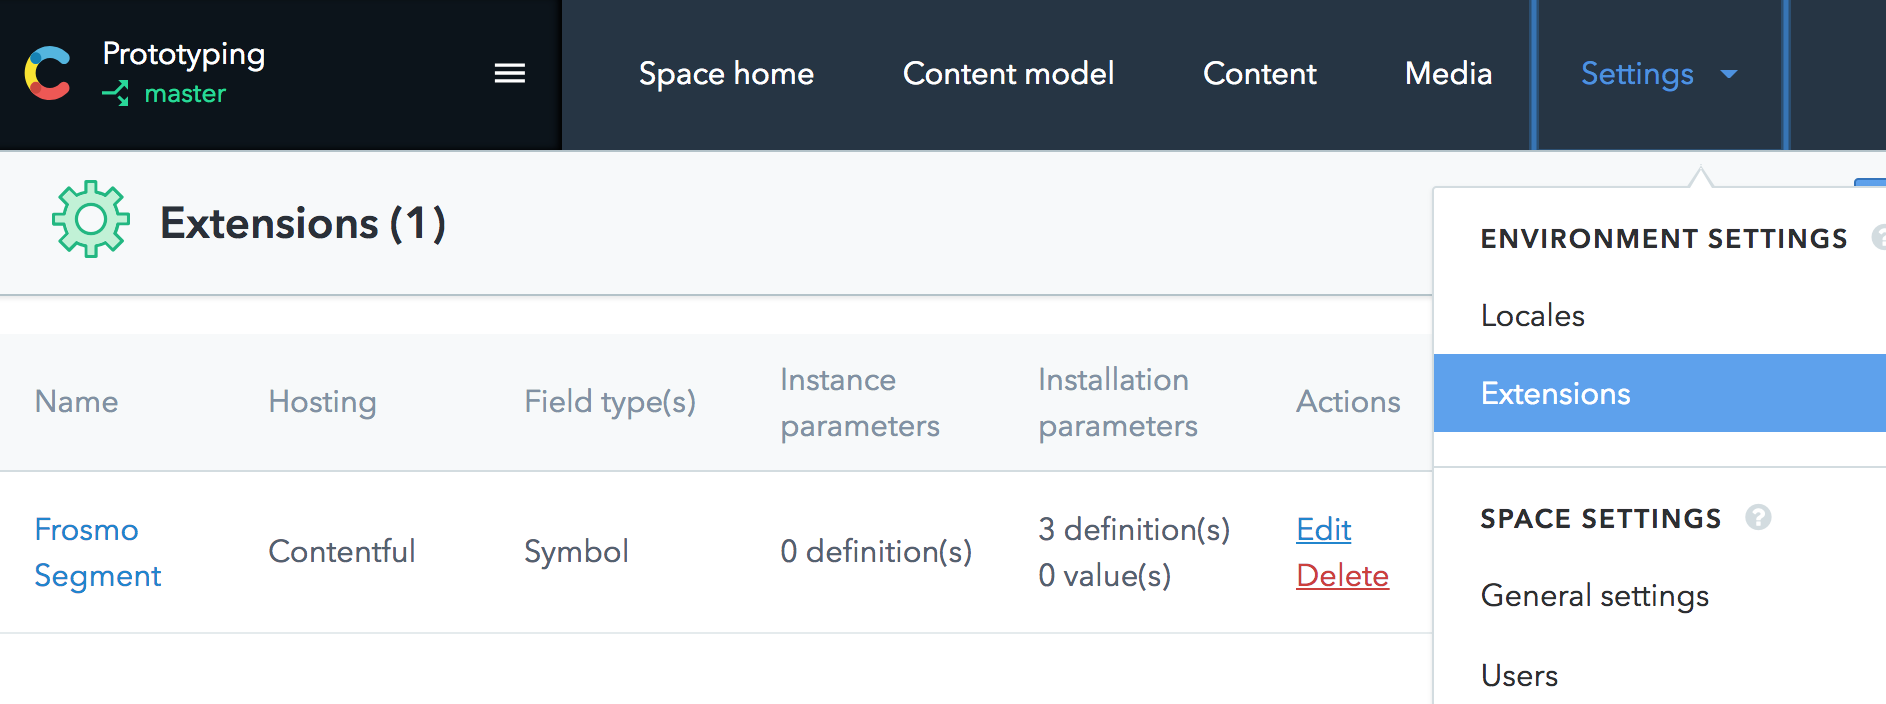 Prototyping
master
Space home
Content model
Content
Media
Settings
Extensions (1)
Name
Hosting
Field type(s)
Instance
parameters
Installation
parameters
Actions
Frosmo
Segment
Contentful
Symbol
0 definition(s)
3 definition(s)
0 value(s)
Edit
Delete
ENVIRONMENT SETTINGS ?
Locales
Extensions
SPACE SETTINGS ?
General settings
Users